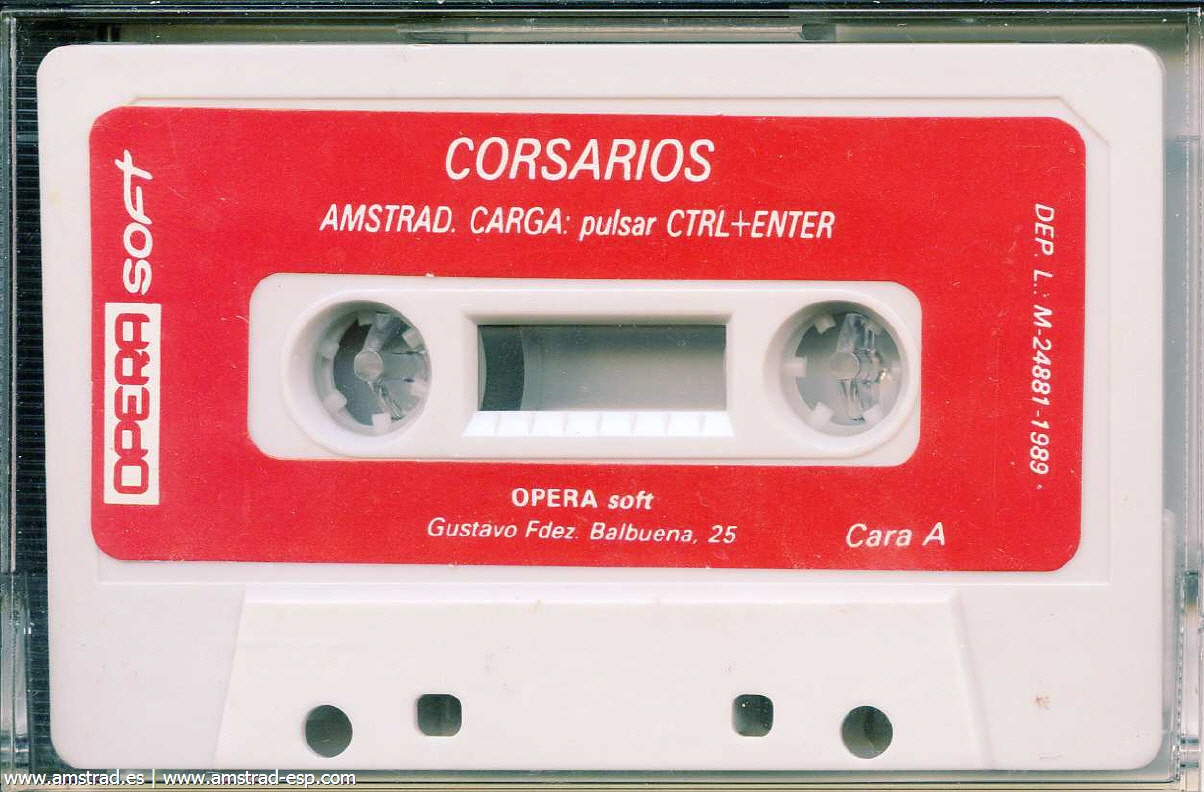 CORSARIOS
AMSTRAD. CARGA: pulsar CTRL+ENTER
OPERA soft
DEP. L.: M-24881-1989.
OPERA soft
Gustavo Fdez. Balbuena, 25
Cara A
www.amstrad.es | www.amstrad-esp.com